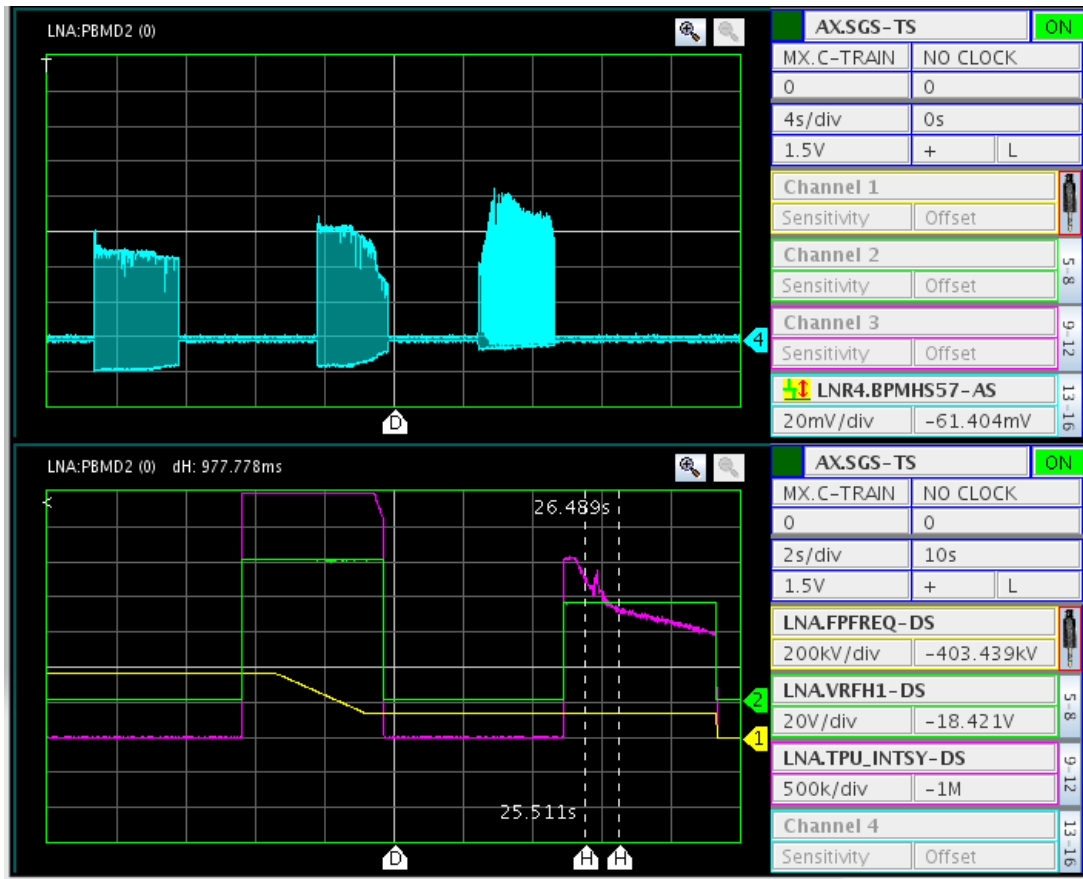 LNA:PBMD2 (0)
AX.SGS-TS ON
MX.C-TRAIN NO CLOCK
0 0
4s/div 0s
1.5V + L
Channel 1
Sensitivity Offset
Channel 2
Sensitivity Offset
5-8
Channel 3
Sensitivity Offset
9-12
4
LNR4.BPMHS57-AS
20mV/div -61.404mV
13-16
D
LNA:PBMD2 (0) dH: 977.778ms
26.489s
25.511s
AX.SGS-TS ON
MX.C-TRAIN NO CLOCK
0 0
2s/div 10s
1.5V + L
LNA.FPFREQ-DS
200kV/div -403.439kV
LNA.VRFH1-DS
20V/div -18.421V
5-8
2
1
LNA.TPU_INTSY-DS
500k/div -1M
9-12
Channel 4
Sensitivity Offset
13-16
D H H